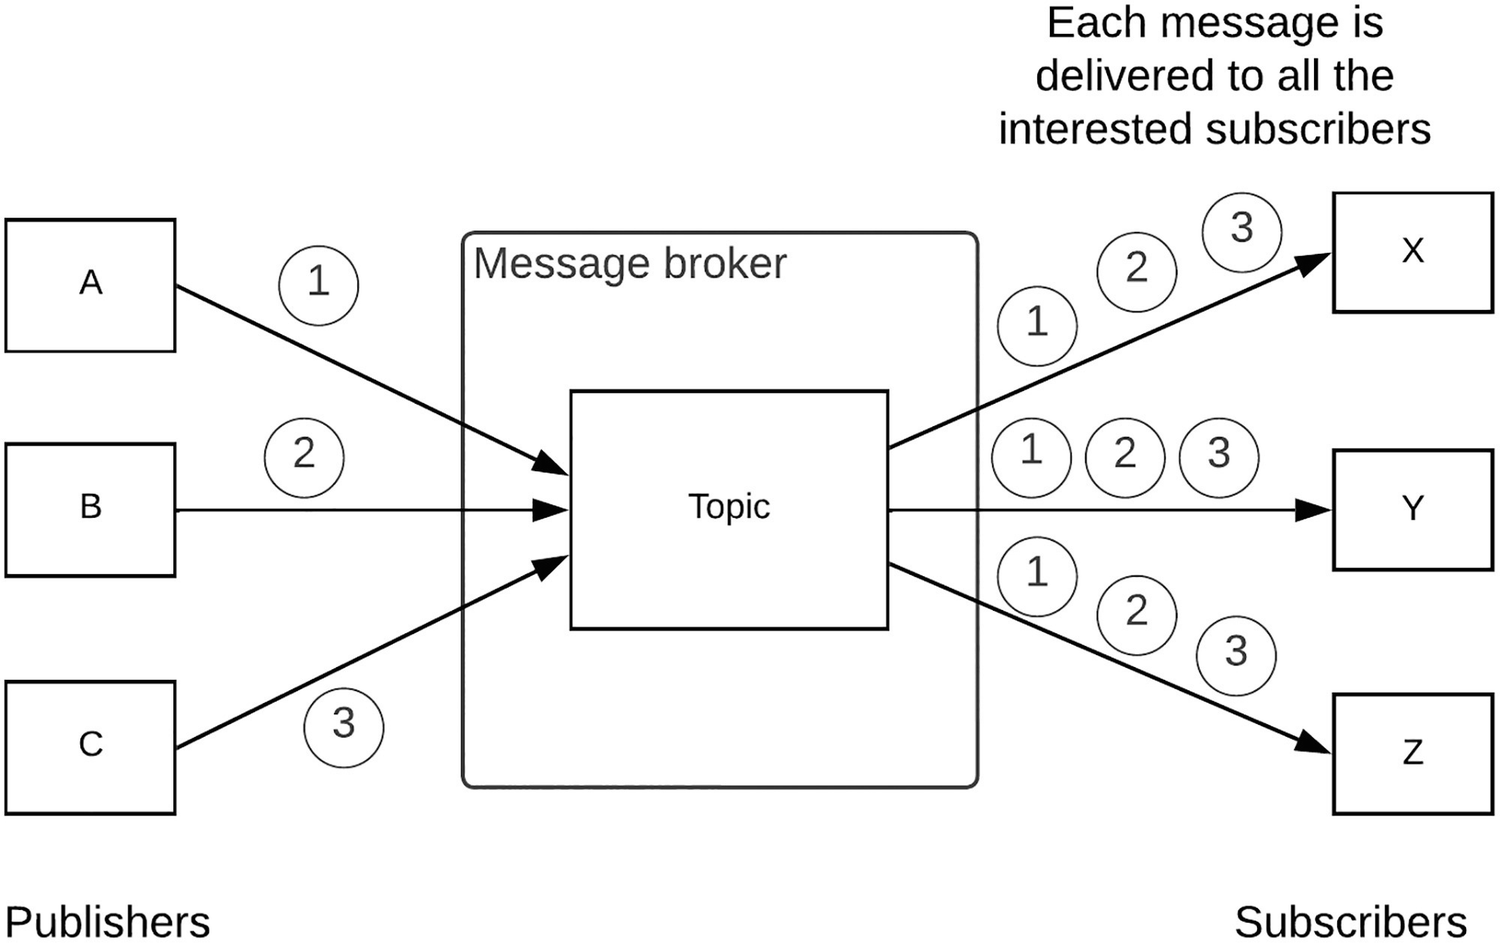 Each message is
delivered to all the
interested subscribers
A
1
Message broker
1
2
3
X
B
2
Topic
1
2
3
Y
C
3
1
2
3
Z
Publishers
Subscribers